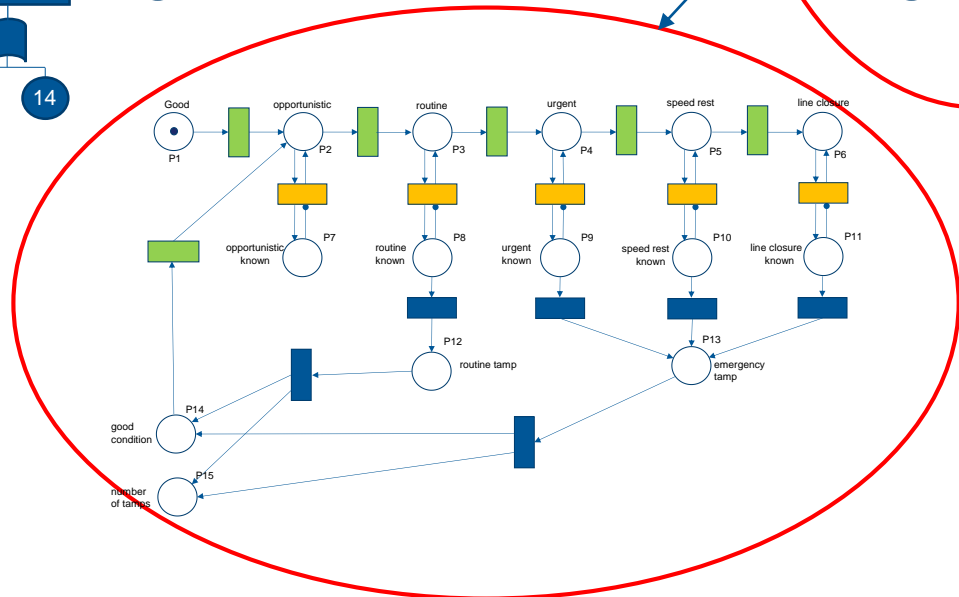 14
Good
opportunistic
routine
urgent
speed rest
line closure
P1
P2
P3
P4
P5
P6
P7
P8
P9
P10
P11
opportunistic
known
routine
known
urgent
known
speed rest
known
line closure
known
P12
routine tamp
P13
emergency
tamp
P14
good
condition
P15
number
of tamps